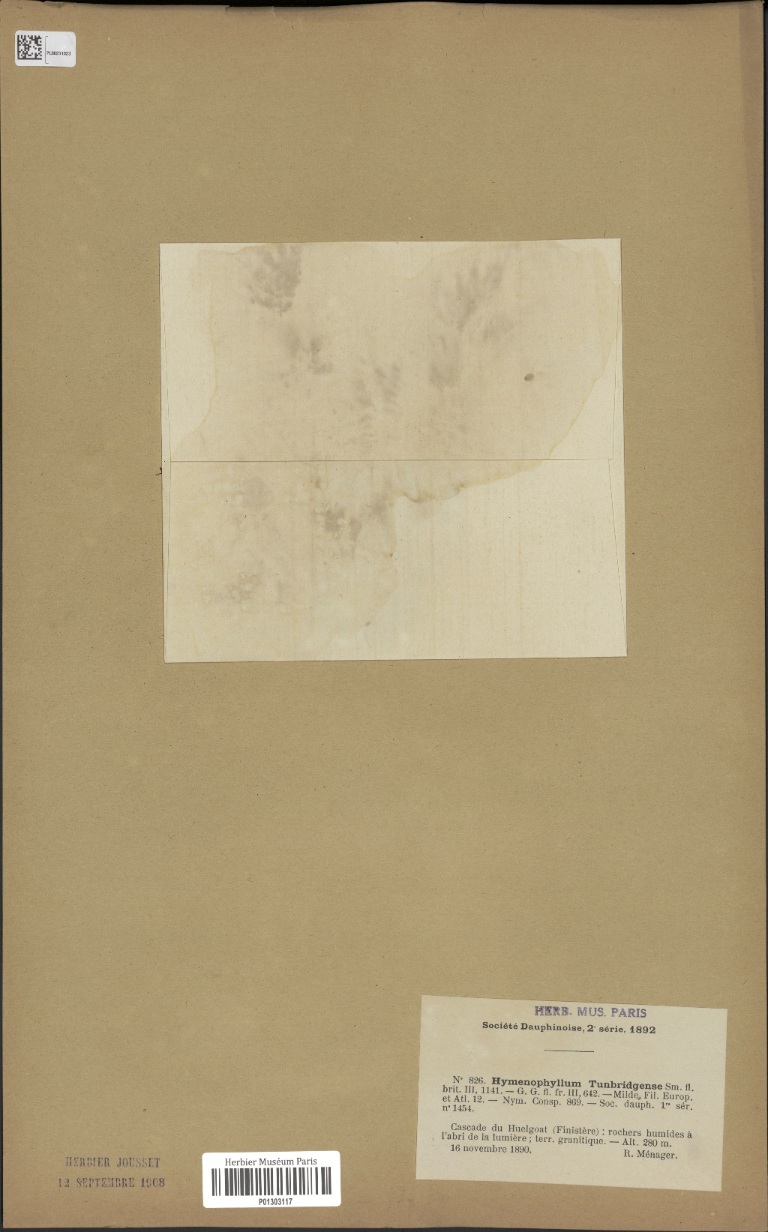 HERB. MUS. PARIS
Société Dauphinoise, 2e série. 1892
No 826. Hymenophyllum Tunbridgense Sm. fl.
brit. III, 1141. — G. G. fl. fr. III, 642. — Milde, Fil. Europ.
et Atl. 12. — Nym. Consp. 869. — Soc. dauph. 1re sér.
no 1454.
Cascade du Huelgoat (Finistère) ; rochers humides à
l'abri de la lumière ; terr. granitique. — Alt. 280 m.
16 novembre 1890. R. Ménager.
HERBIER JOUSSET
12 SEPTEMBRE 1908
Herbier Muséum Paris
P01303117